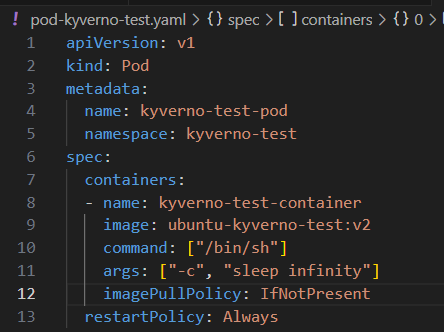 ! pod-kyverno-test.yaml > {} spec > [ ] containers > {} 0 >
1 apiVersion: v1
2 kind: Pod
3 metadata:
4   name: kyverno-test-pod
5   namespace: kyverno-test
6 spec:
7   containers:
8   - name: kyverno-test-container
9     image: ubuntu-kyverno-test:v2
10     command: ["/bin/sh"]
11     args: ["-c", "sleep infinity"]
12     imagePullPolicy: IfNotPresent
13   restartPolicy: Always